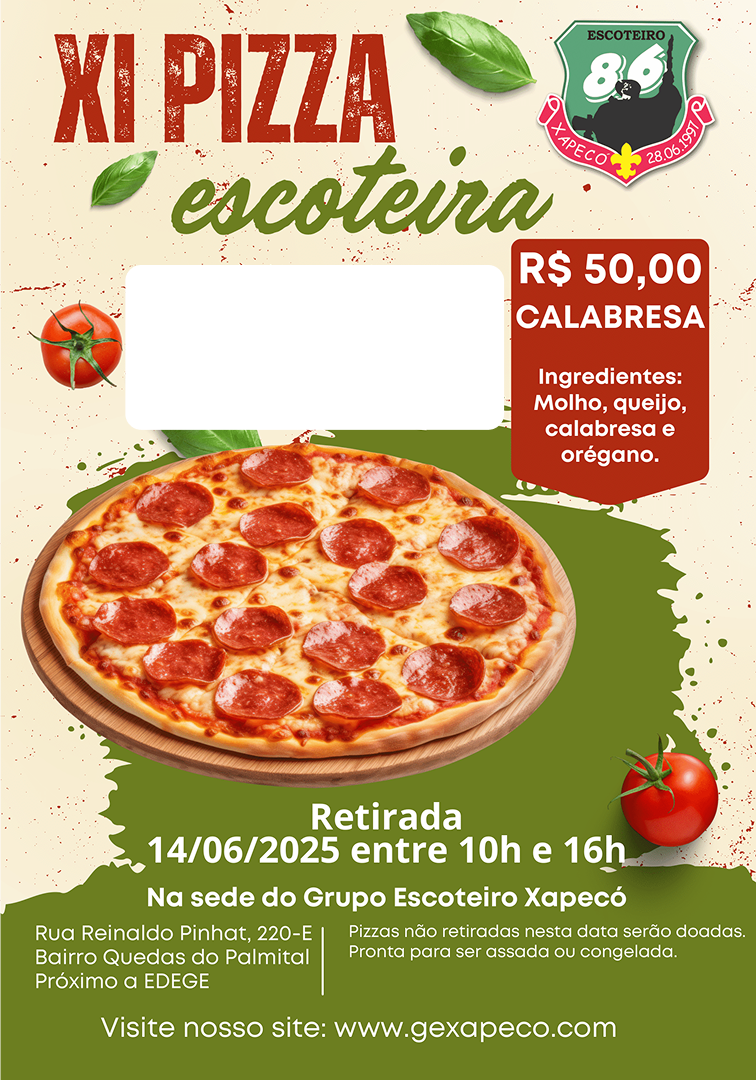 XI PIZZA
escoteira
ESCOTEIRO
86
XAPECÓ
28.06.1997
R$ 50,00
CALABRESA
Ingredientes:
Molho, queijo,
calabresa e
orégano.
Retirada
14/06/2025 entre 10h e 16h
Na sede do Grupo Escoteiro Xapecó
Rua Reinaldo Pinhat, 220-E
Bairro Quedas do Palmital
Próximo a EDEGE
Pizzas não retiradas nesta data serão doadas.
Pronta para ser assada ou congelada.
Visite nosso site: www.gexapeco.com